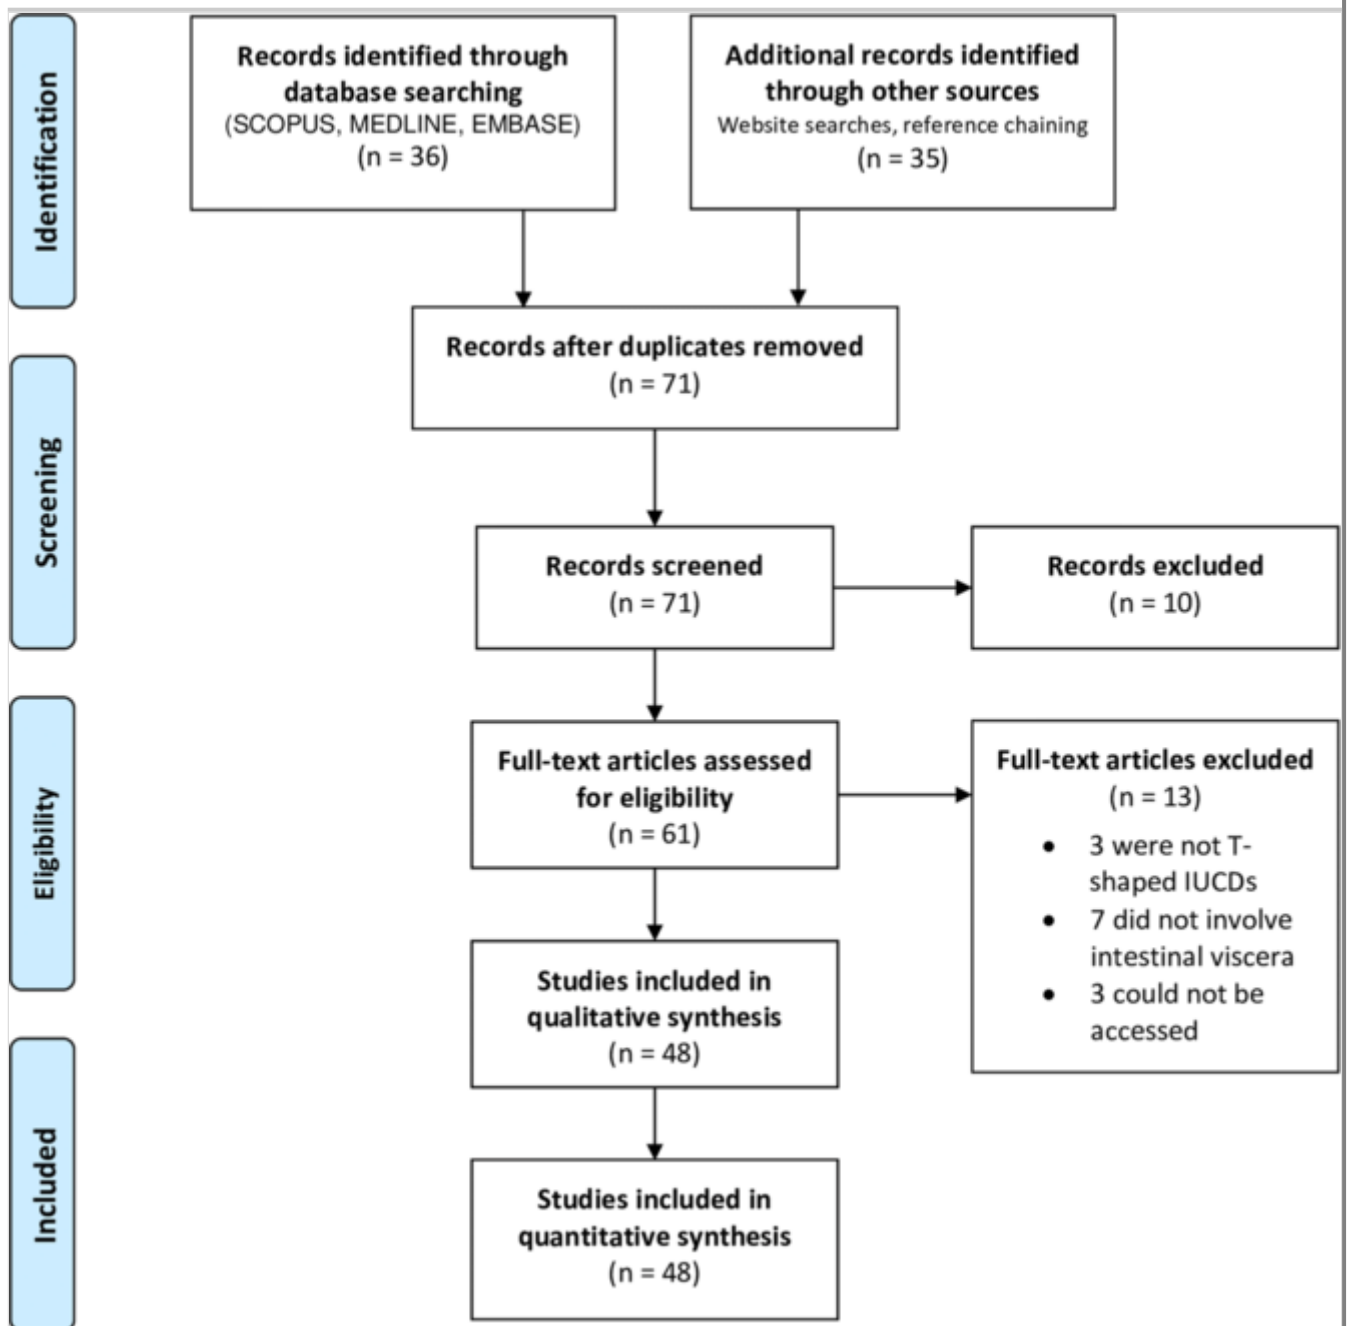 Identification
Records identified through
database searching
(SCOPUS, MEDLINE, EMBASE)
(n = 36)
Additional records identified
through other sources
Website searches, reference chaining
(n = 35)
Records after duplicates removed
(n = 71)
Screening
Records screened
(n = 71)
Records excluded
(n = 10)
Eligibility
Full-text articles assessed
for eligibility
(n = 61)
Full-text articles excluded
(n = 13)
• 3 were not T-
shaped IUCDs
• 7 did not involve
intestinal viscera
• 3 could not be
accessed
Studies included in
qualitative synthesis
(n = 48)
Included
Studies included in
quantitative synthesis
(n = 48)